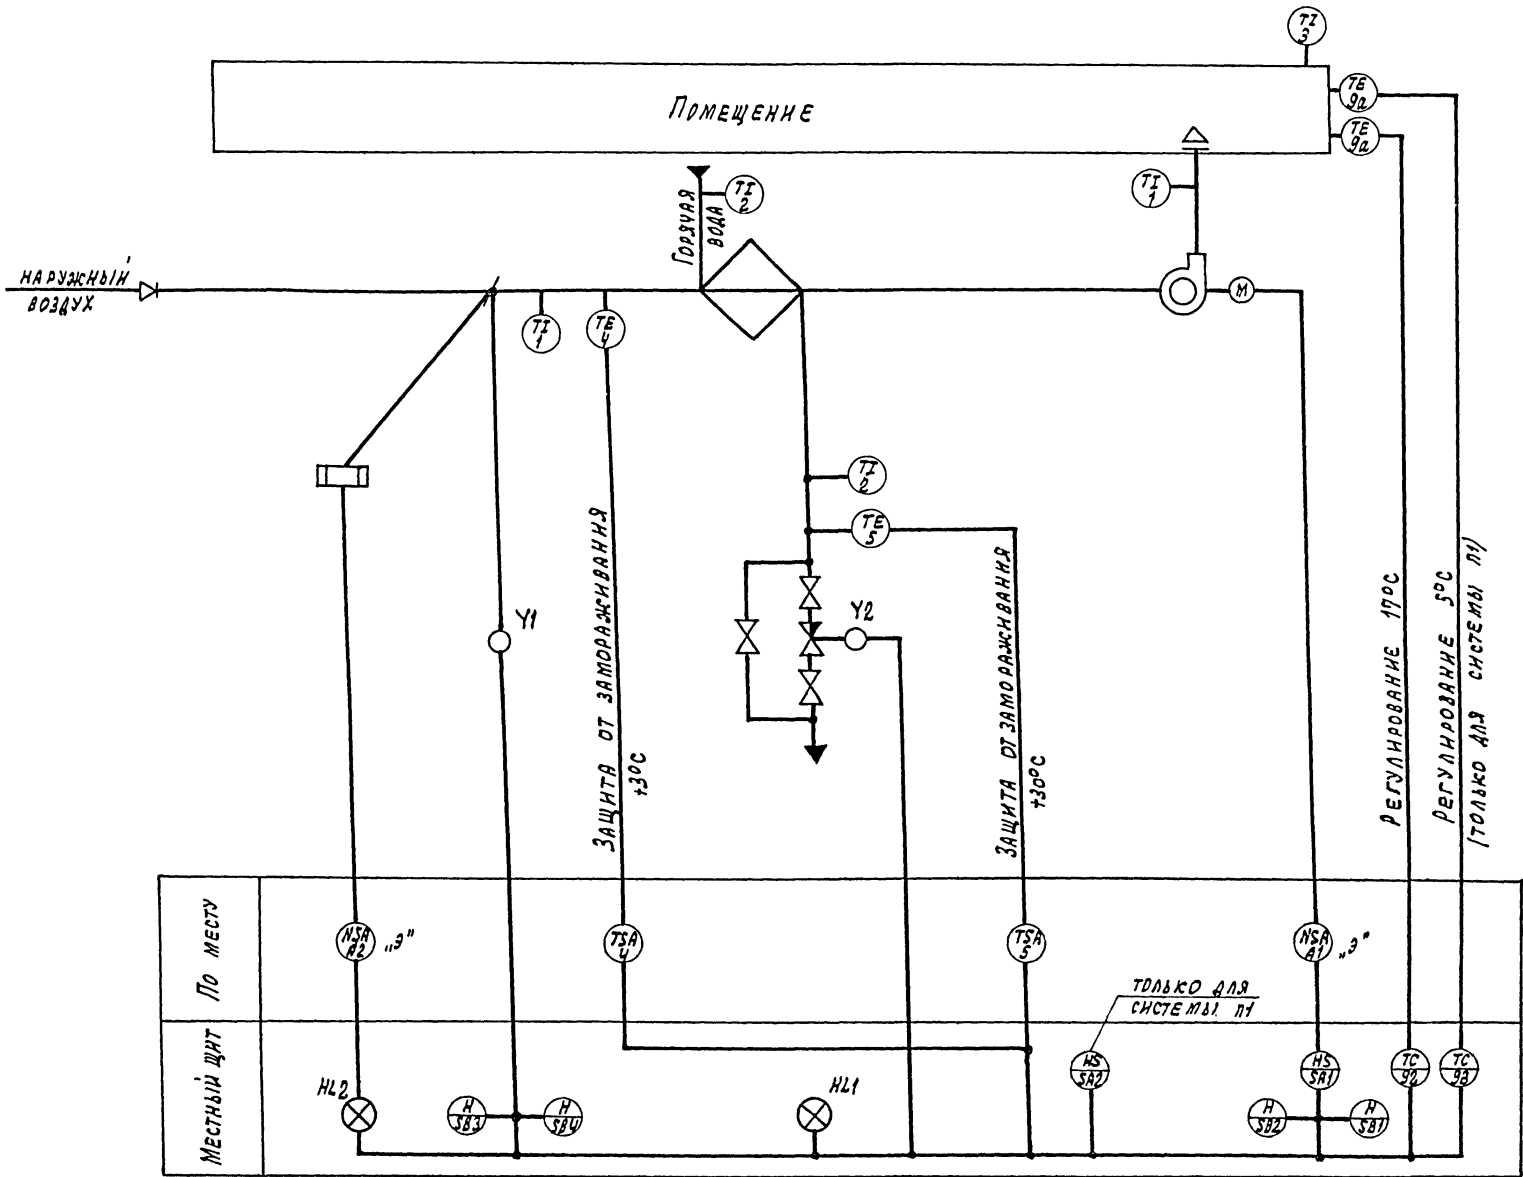 TI
3
Помещение
TE
9а
TE
9а
TI
2
TI
1
Горячая
вода
наружный
воздух
М
TI
1
TE
4
TI
2
TE
5
Y1
Y2
Защита от замораживания
+3°С
Защита от замораживания
+30°С
Регулирование 17°С
Регулирование 5°С
(только для системы п1)
По месту
NSA
A2
„Э"
TSA
4
TSA
5
NSA
A1
„Э"
только для
системы п1
Местный щит
HL2
H
SB3
H
SB4
HL1
HS
SA2
HS
SA1
H
SB2
H
SB1
TC
92
TC
9В